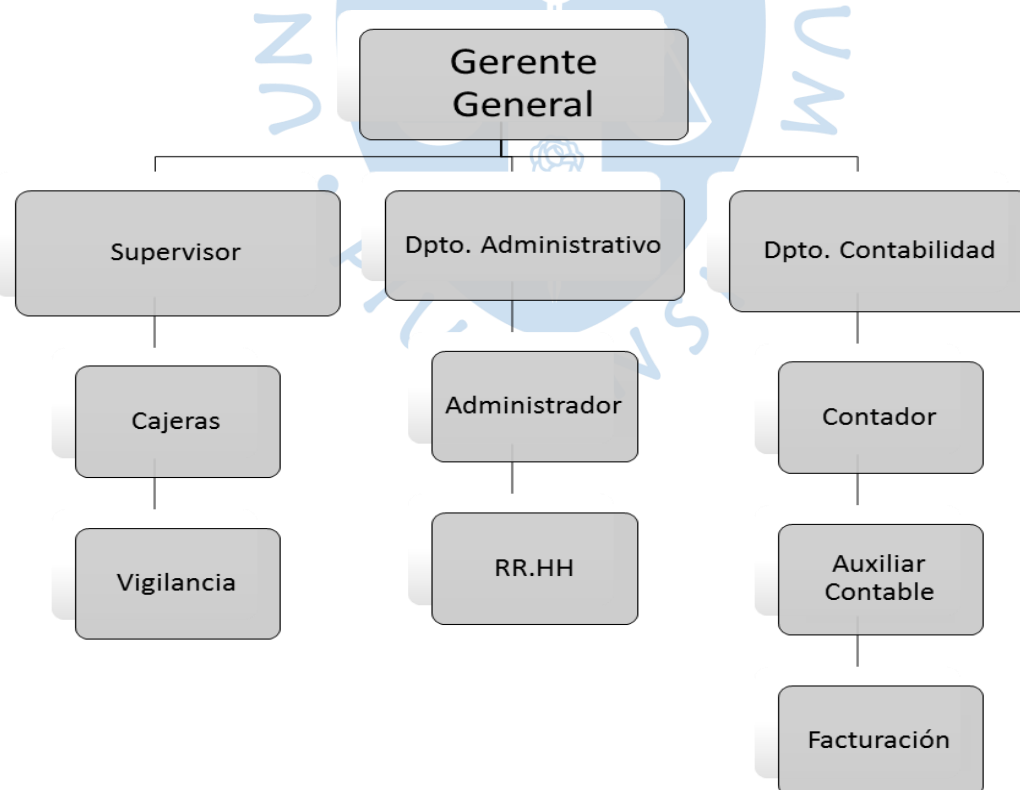 Gerente
General
Supervisor
Dpto. Administrativo
Dpto. Contabilidad
Cajeras
Administrador
Contador
Vigilancia
RR.HH
Auxiliar
Contable
Facturación